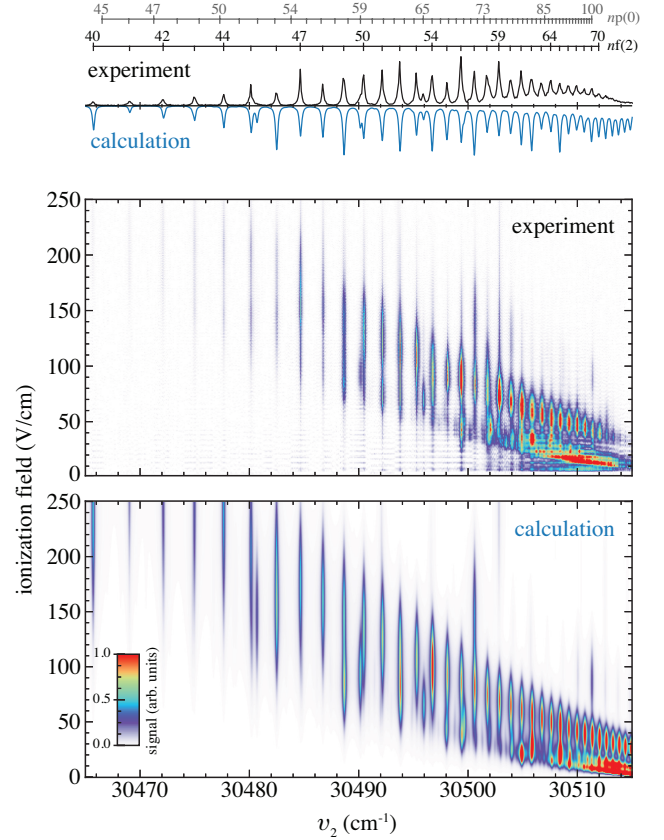 45 47 50 54 59 65 73 85 100 np(0)
40 42 44 47 50 54 59 64 70 nf(2)
experiment
calculation
250
200
150
100
50
0
experiment
ionization field (V/cm)
250
200
150
100
50
0
calculation
1.0
0.5
0.0
signal (arb. units)
30470 30480 30490 30500 30510
υ2 (cm-1)